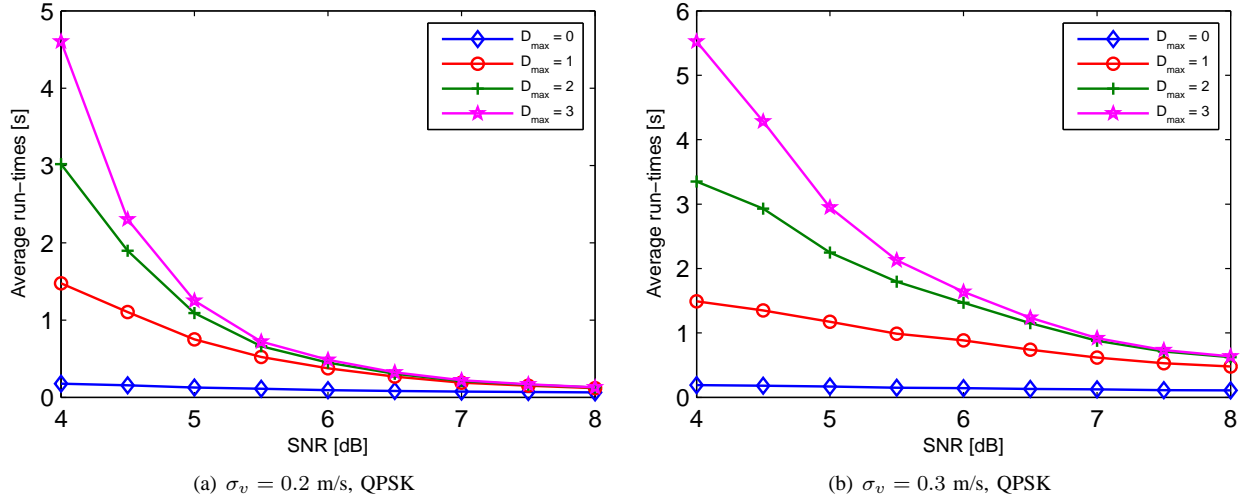 5
4
3
2
1
0
4
5
6
7
8
Average run-times [s]
SNR [dB]
D_max = 0
D_max = 1
D_max = 2
D_max = 3
(a) σ_v = 0.2 m/s, QPSK
6
5
4
3
2
1
0
4
5
6
7
8
Average run-times [s]
SNR [dB]
D_max = 0
D_max = 1
D_max = 2
D_max = 3
(b) σ_v = 0.3 m/s, QPSK